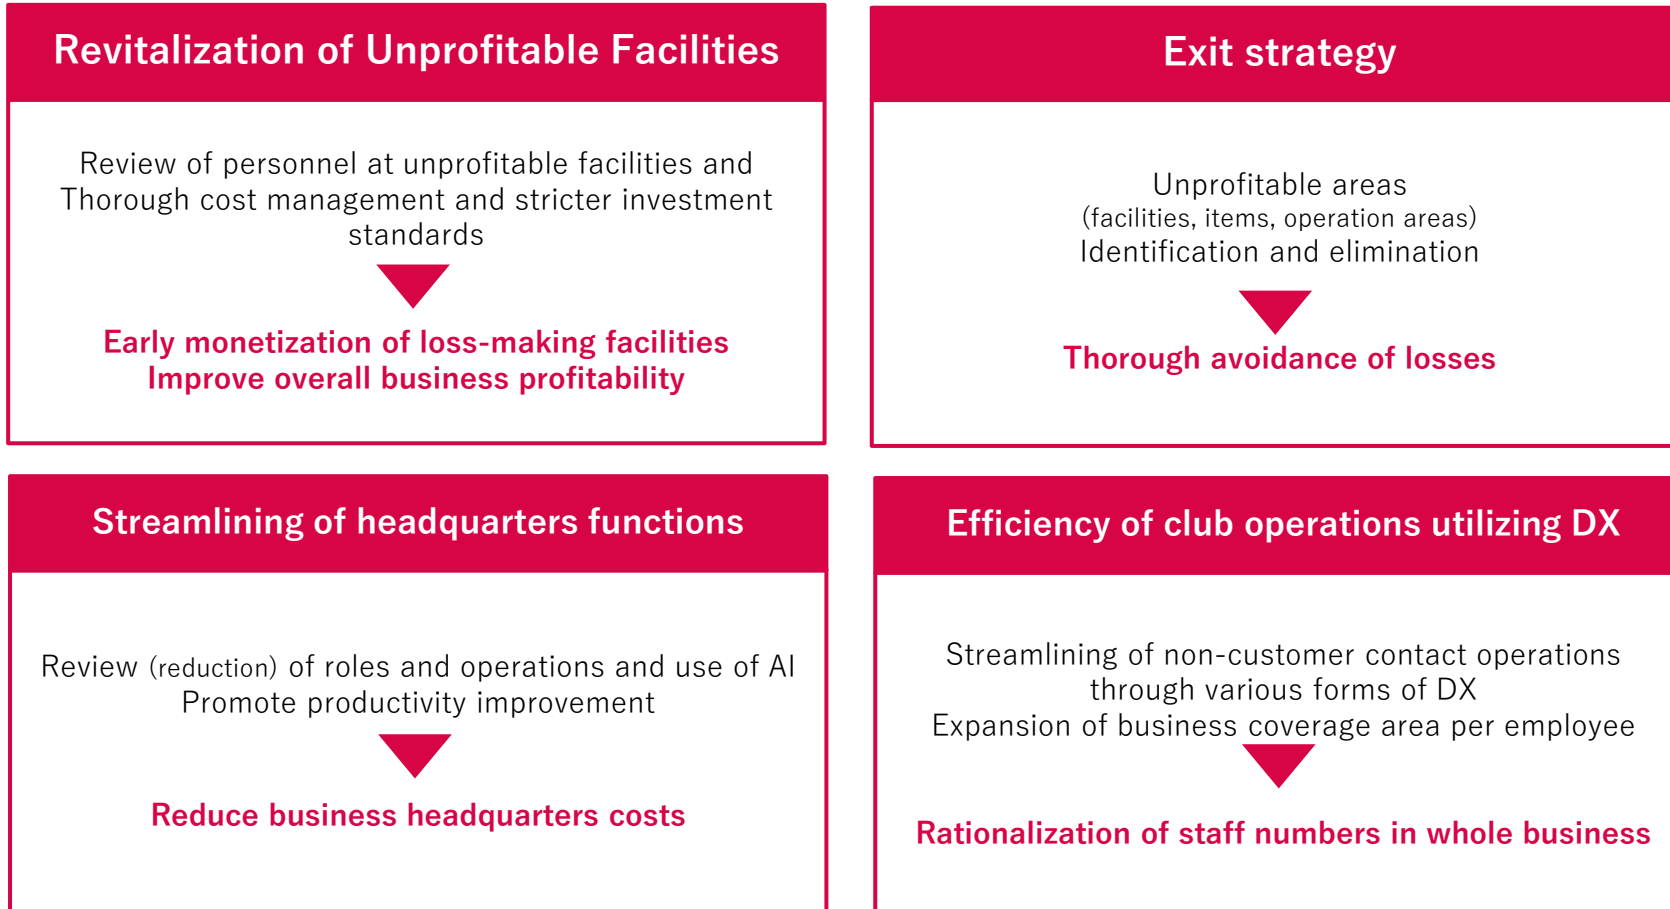 Revitalization of Unprofitable Facilities
Review of personnel at unprofitable facilities and
Thorough cost management and stricter investment
standards
Early monetization of loss-making facilities
Improve overall business profitability
Exit strategy
Unprofitable areas
(facilities, items, operation areas)
Identification and elimination
Thorough avoidance of losses
Streamlining of headquarters functions
Review (reduction) of roles and operations and use of AI
Promote productivity improvement
Reduce business headquarters costs
Efficiency of club operations utilizing DX
Streamlining of non-customer contact operations
through various forms of DX
Expansion of business coverage area per employee
Rationalization of staff numbers in whole business